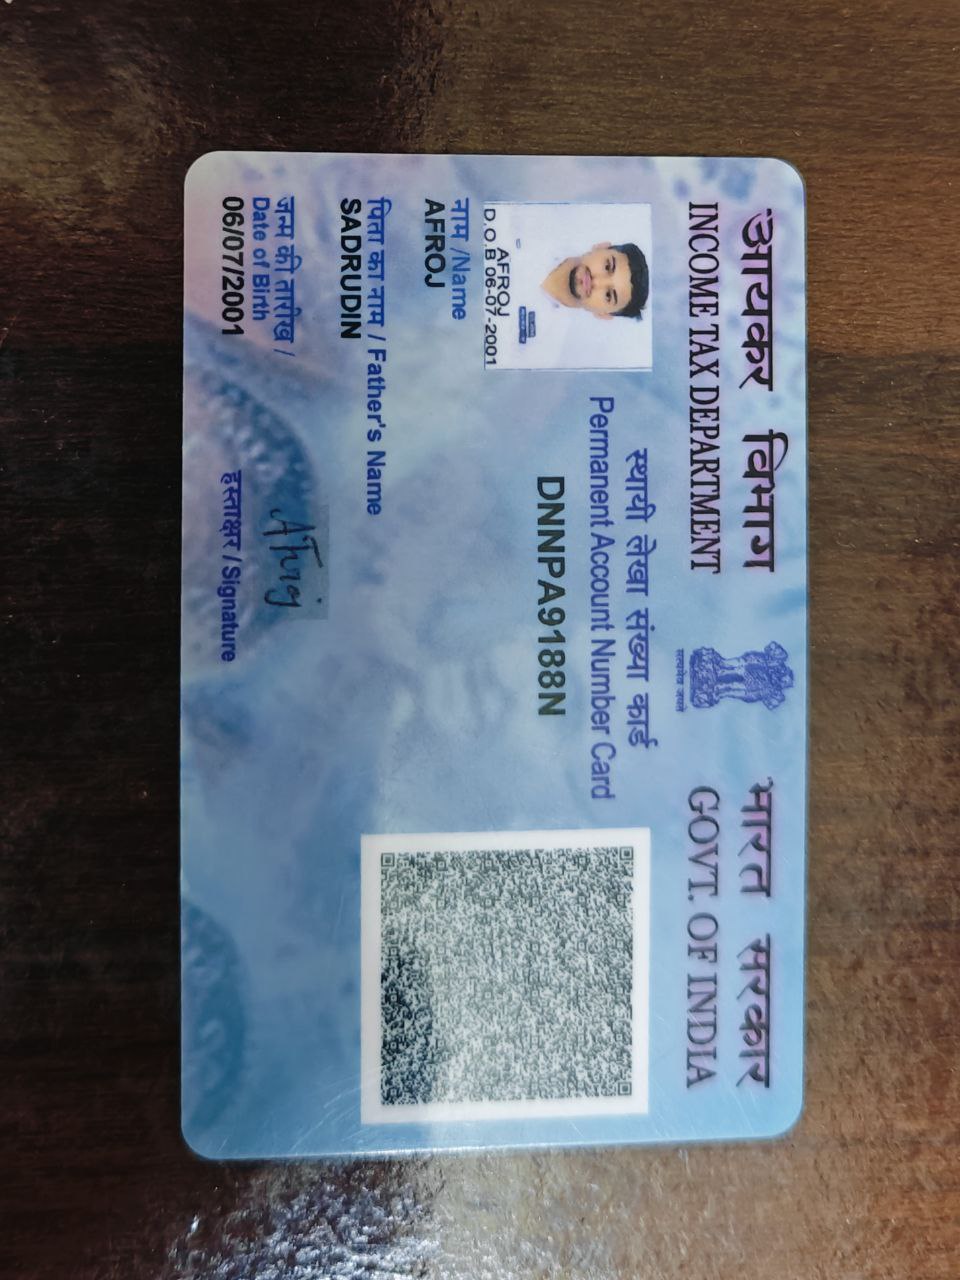 आयकर विभाग
INCOME TAX DEPARTMENT
सत्यमेव जयते
भारत सरकार
GOVT. OF INDIA
स्थायी लेखा संख्या कार्ड
Permanent Account Number Card
DNNPA9188N
AFROJ
D.O.B 06-07-2001
नाम /Name
AFROJ
पिता का नाम / Father's Name
SADRUDIN
जन्म की तारीख /
Date of Birth
06/07/2001
AFroj
हस्ताक्षर / Signature